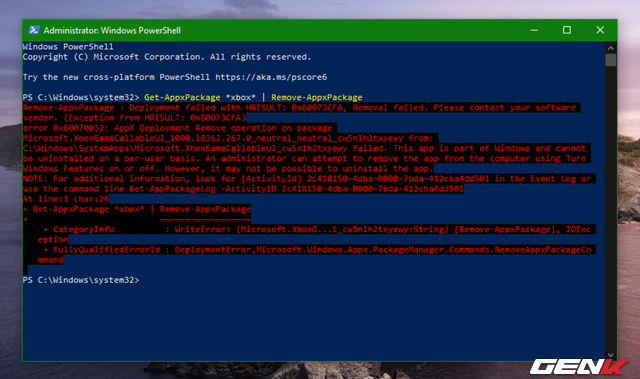 Administrator: Windows PowerShell
Windows PowerShell
Copyright (C) Microsoft Corporation. All rights reserved.
Try the new cross-platform PowerShell https://aka.ms/pscore6
PS C:\Windows\system32> Get-AppxPackage *xbox* | Remove-AppxPackage
Remove-AppxPackage : Deployment failed with HRESULT: 0x80073CFA, Removal failed. Please contact your software
vendor. (Exception from HRESULT: 0x80073CFA)
error 0x80070032: AppX Deployment Remove operation on package
Microsoft.XboxGameCallableUI_1000.18362.267.0_neutral_neutral_cw5n1h2txyewy from:
C:\Windows\SystemApps\Microsoft.XboxGameCallableUI_cw5n1h2txyewy failed. This app is part of Windows and cannot
be uninstalled on a per-user basis. An administrator can attempt to remove the app from the computer using Turn
Windows Features on or off. However, it may not be possible to uninstall the app.
NOTE: For additional information, look for [ActivityId] 2c418150-4dba-0000-7bda-412cba4dd501 in the Event Log or
use the command line Get-AppPackageLog -ActivityID 2c418150-4dba-0000-7bda-412cba4dd501
At line:1 char:26
+ Get-AppxPackage *xbox* | Remove-AppxPackage
+ ~~~~~~~~~~~~~~~~~~
+ CategoryInfo : WriteError: (Microsoft.XboxG...l_cw5n1h2txyewy:String) [Remove-AppxPackage], IOExc
eption
+ FullyQualifiedErrorId : DeploymentError,Microsoft.Windows.Appx.PackageManager.Commands.RemoveAppxPackageCo
mmand
PS C:\Windows\system32>
GENK